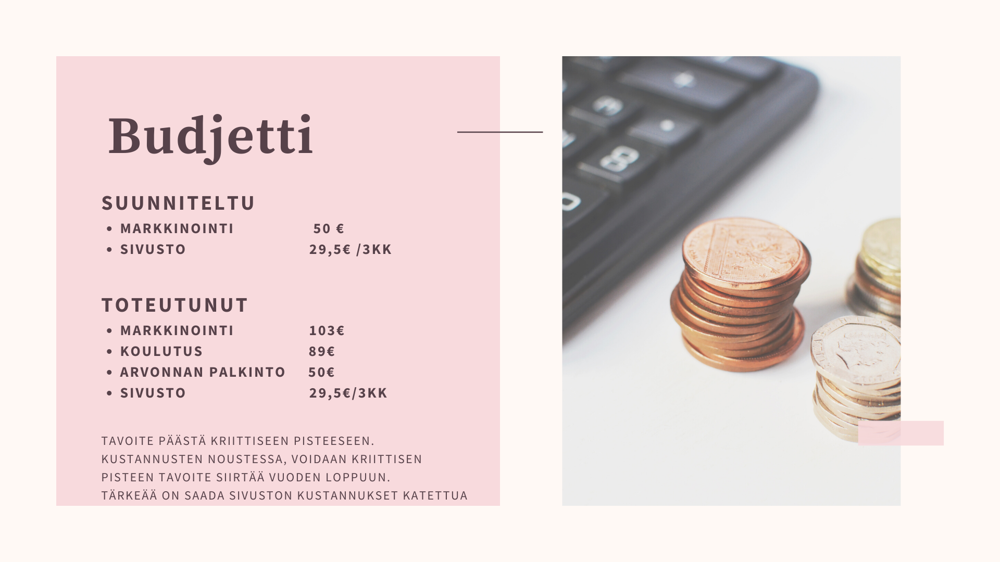 Budjetti
SUUNNITELTU
• MARKKINOINTI 50 €
• SIVUSTO 29,5€ /3KK
TOTEUTUNUT
• MARKKINOINTI 103€
• KOULUTUS 89€
• ARVONNAN PALKINTO 50€
• SIVUSTO 29,5€/3KK
TAVOITE PÄÄSTÄ KRIITTISEEN PISTEESEEN.
KUSTANNUSTEN NOUSTESSA, VOIDAAN KRIITTISEN
PISTEEN TAVOITE SIIRTÄÄ VUODEN LOPPUUN.
TÄRKEÄÄ ON SAADA SIVUSTON KUSTANNUKSET KATETTUA